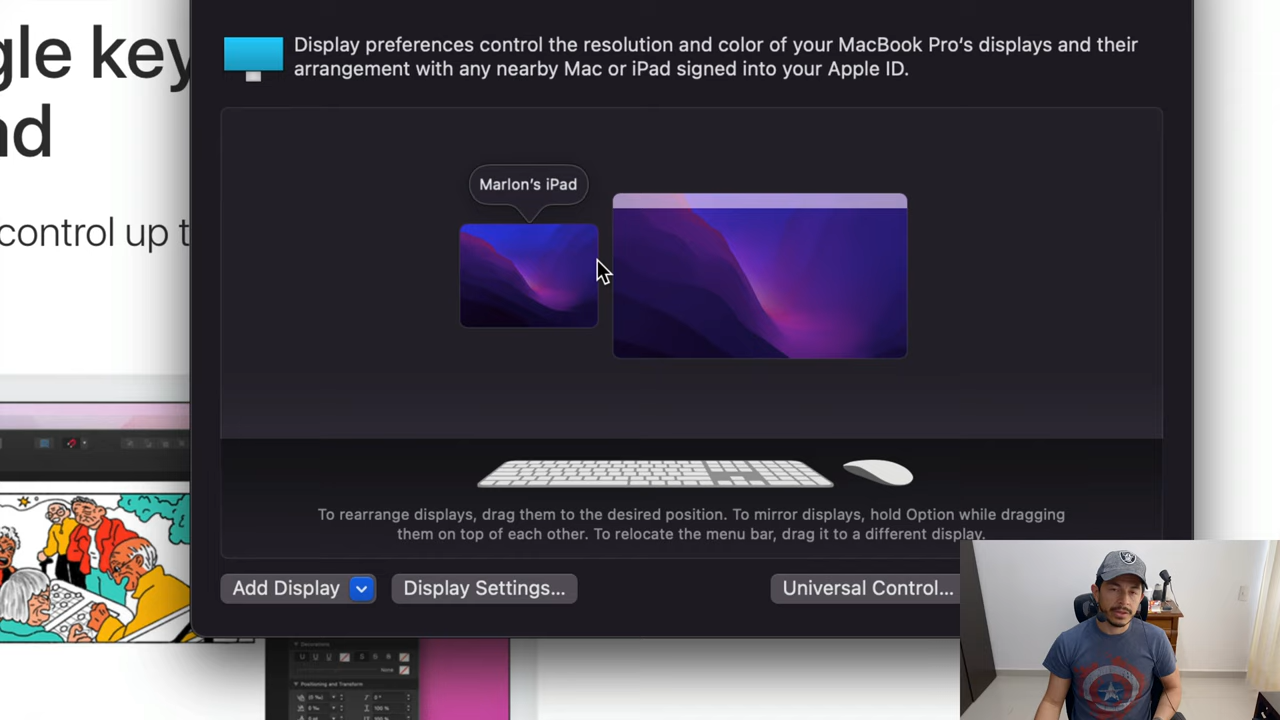 gle key
nd
control up t
Display preferences control the resolution and color of your MacBook Pro's displays and their
arrangement with any nearby Mac or iPad signed into your Apple ID.
Marlon's iPad
To rearrange displays, drag them to the desired position. To mirror displays, hold Option while dragging
them on top of each other. To relocate the menu bar, drag it to a different display.
Add Display
Display Settings...
Universal Control...
Positioning and Transform